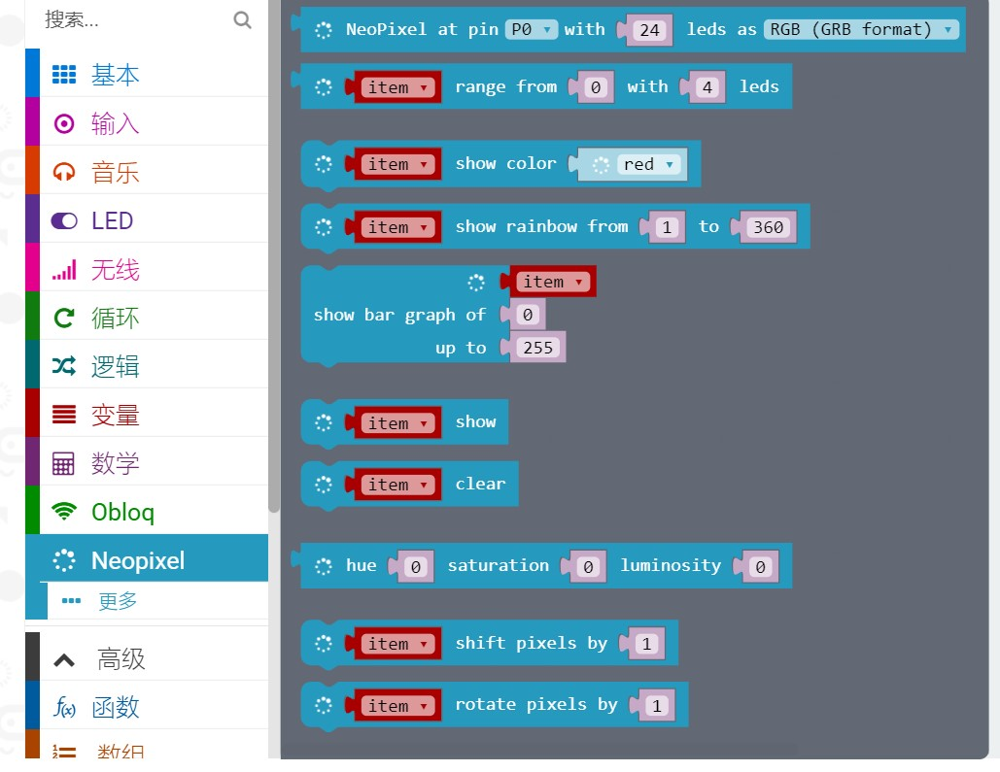 搜索...
基本
输入
音乐
LED
无线
循环
逻辑
变量
数学
Obloq
Neopixel
更多
高级
函数
数组
NeoPixel at pin P0 with 24 leds as RGB (GRB format)
item range from 0 with 4 leds
item show color red
item show rainbow from 1 to 360
item
show bar graph of 0
up to 255
item show
item clear
hue 0 saturation 0 luminosity 0
item shift pixels by 1
item rotate pixels by 1